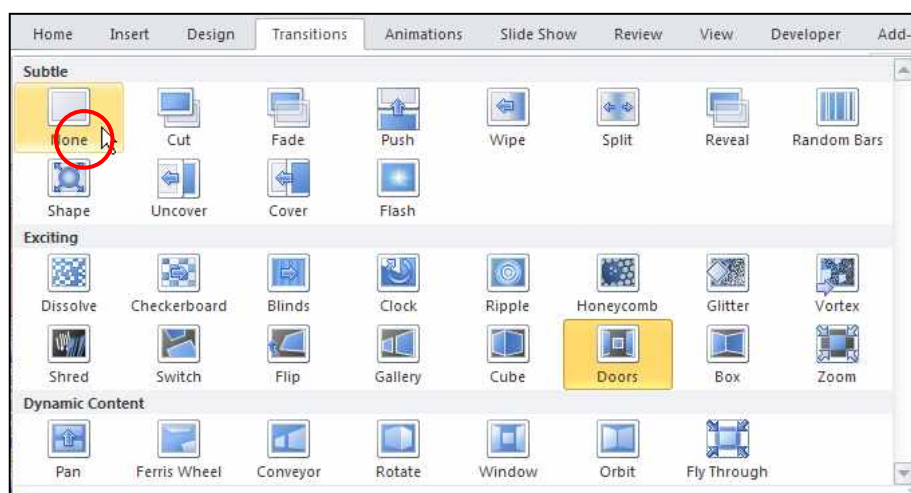 Home Insert Design Transitions Animations Slide Show Review View Developer Add-
Subtle
None Cut Fade Push Wipe Split Reveal Random Bars
Shape Uncover Cover Flash
Exciting
Dissolve Checkerboard Blinds Clock Ripple Honeycomb Glitter Vortex
Shred Switch Flip Gallery Cube Doors Box Zoom
Dynamic Content
Pan Ferris Wheel Conveyor Rotate Window Orbit Fly Through